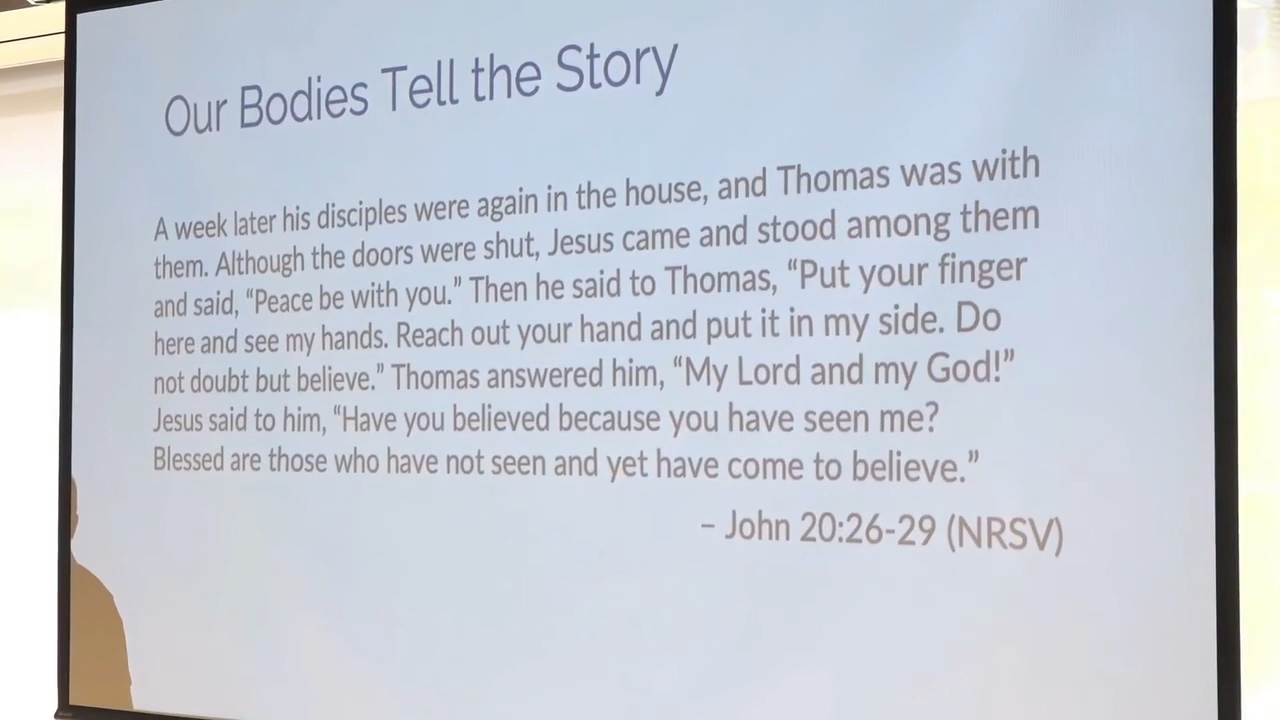 Our Bodies Tell the Story
A week later his disciples were again in the house, and Thomas was with
them. Although the doors were shut, Jesus came and stood among them
and said, “Peace be with you.” Then he said to Thomas, “Put your finger
here and see my hands. Reach out your hand and put it in my side. Do
not doubt but believe.” Thomas answered him, “My Lord and my God!”
Jesus said to him, “Have you believed because you have seen me?
Blessed are those who have not seen and yet have come to believe.”
– John 20:26-29 (NRSV)